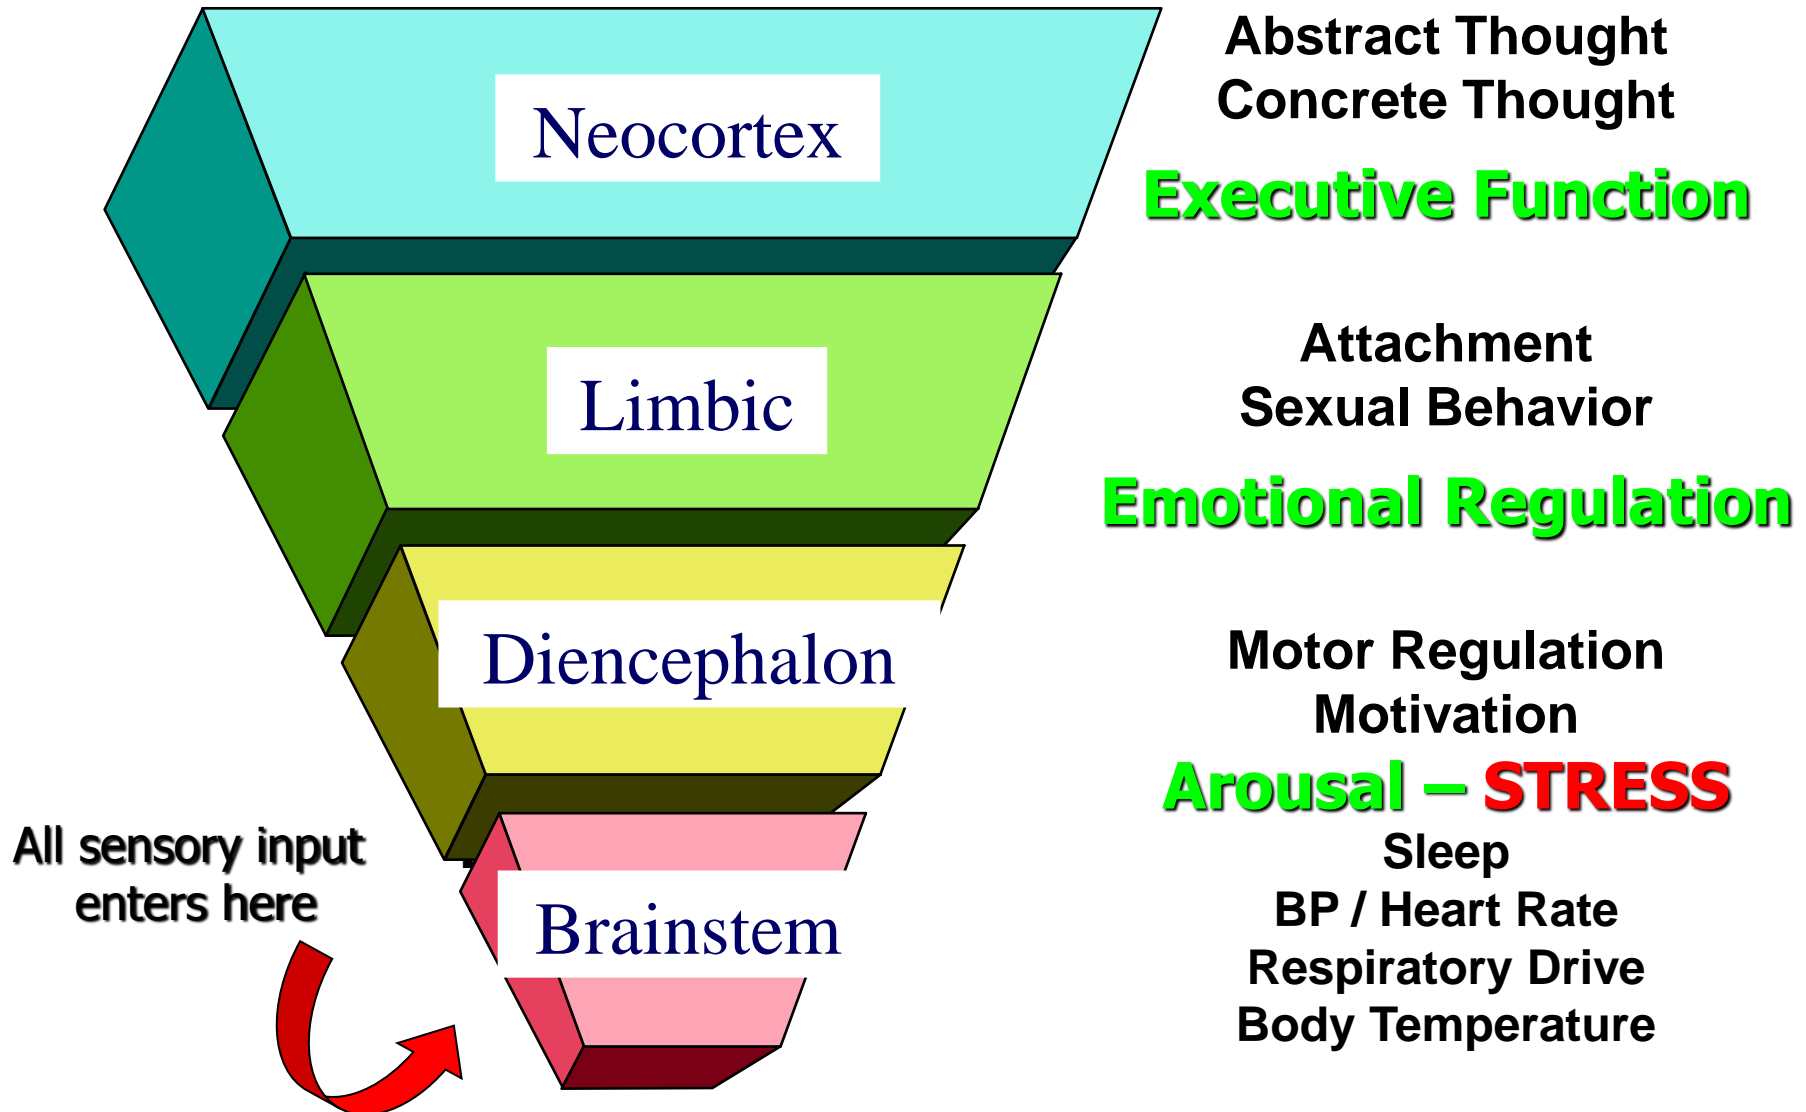 Neocortex
Abstract Thought
Concrete Thought
Executive Function
Limbic
Attachment
Sexual Behavior
Emotional Regulation
Diencephalon
Motor Regulation
Motivation
Arousal – STRESS
All sensory input
enters here
Brainstem
Sleep
BP / Heart Rate
Respiratory Drive
Body Temperature